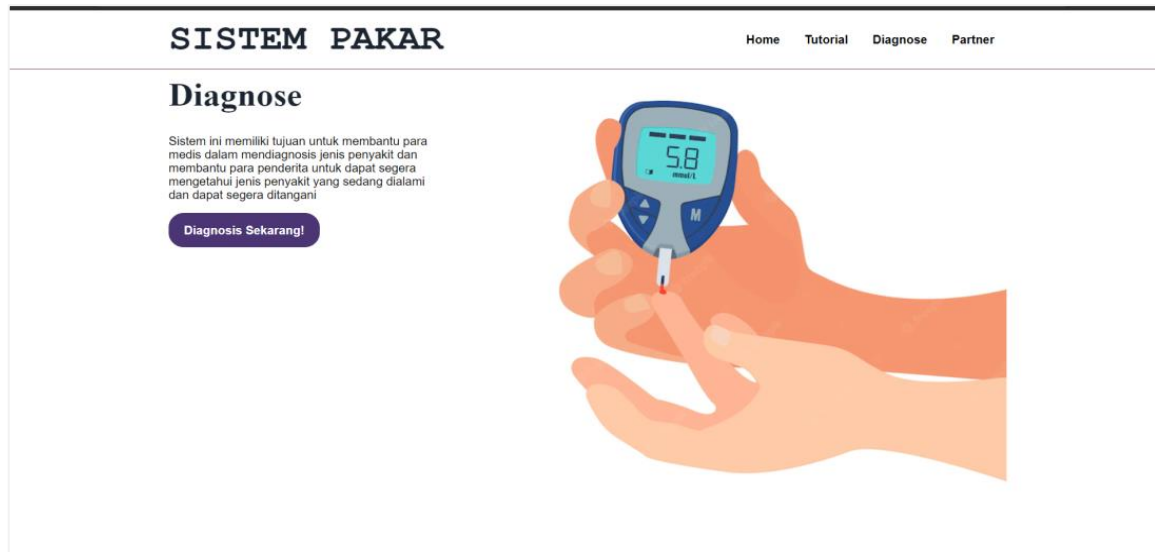 SISTEM PAKAR
Home Tutorial Diagnose Partner
Diagnose
Sistem ini memiliki tujuan untuk membantu para
medis dalam mendiagnosis jenis penyakit dan
membantu para penderita untuk dapat segera
mengetahui jenis penyakit yang sedang dialami
dan dapat segera ditangani
Diagnosis Sekarang!
5.8
mmol/L
M